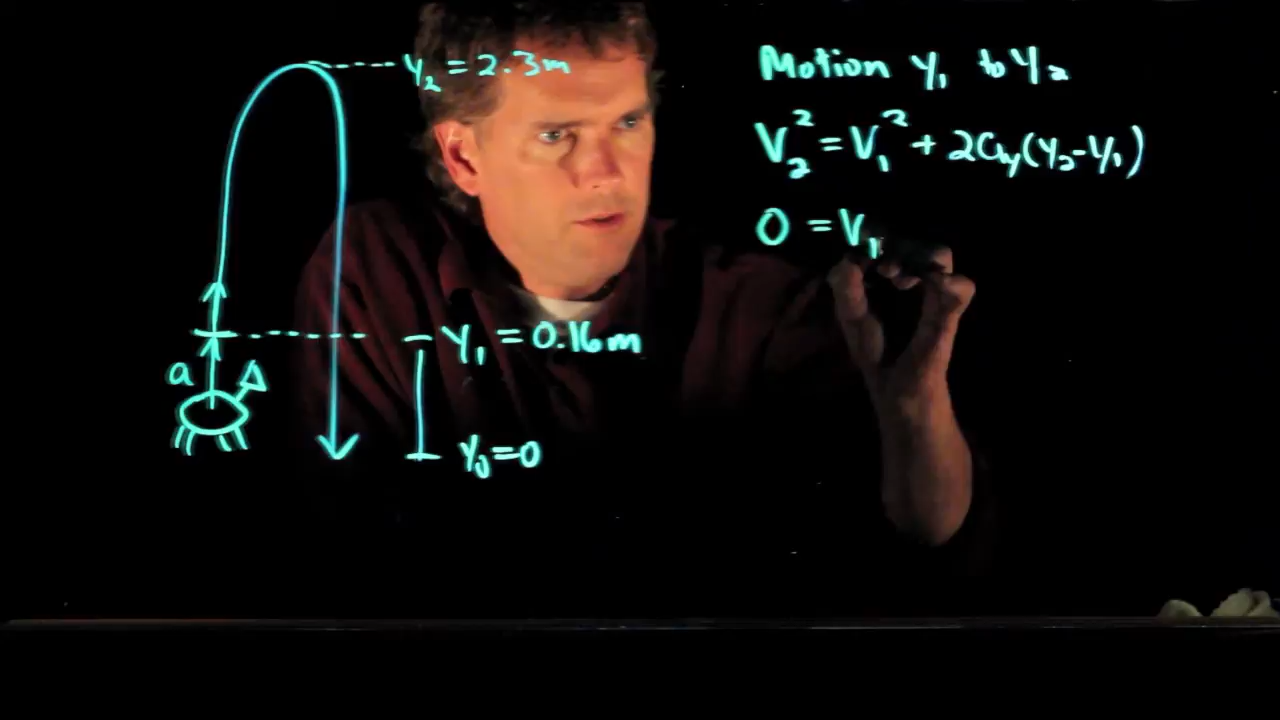 Y₂ = 2.3m
Y₁ = 0.16m
a
Y₀=0
Motion Y₁ to Y₂
V₂² = V₁² + 2ay(Y₂-Y₁)
0 = V₁